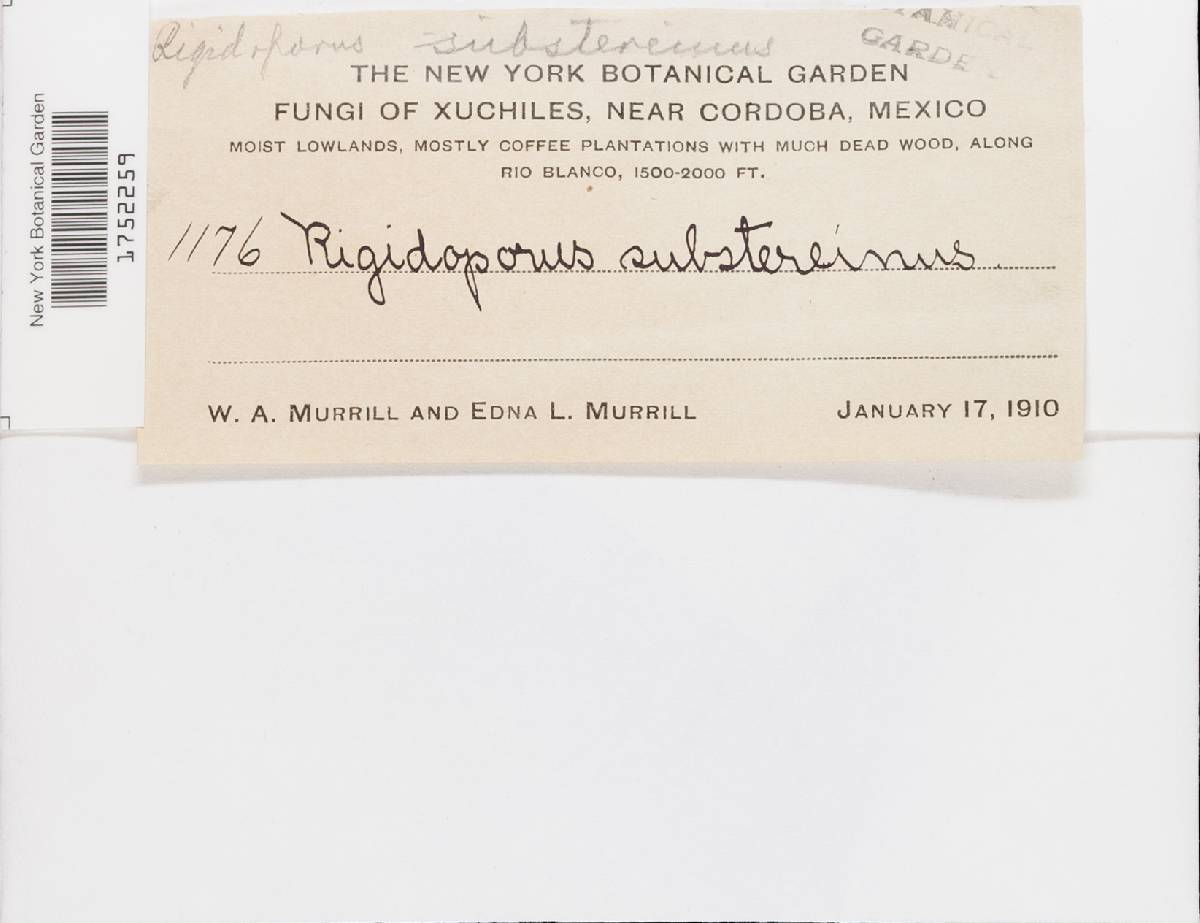 Rigidoporus substereinus
GARDE
THE NEW YORK BOTANICAL GARDEN
FUNGI OF XUCHILES, NEAR CORDOBA, MEXICO
MOIST LOWLANDS, MOSTLY COFFEE PLANTATIONS WITH MUCH DEAD WOOD, ALONG
RIO BLANCO, 1500-2000 FT.
1176 Rigidoporus substereinus
W. A. MURRILL AND EDNA L. MURRILL JANUARY 17, 1910
New York Botanical Garden
1752259